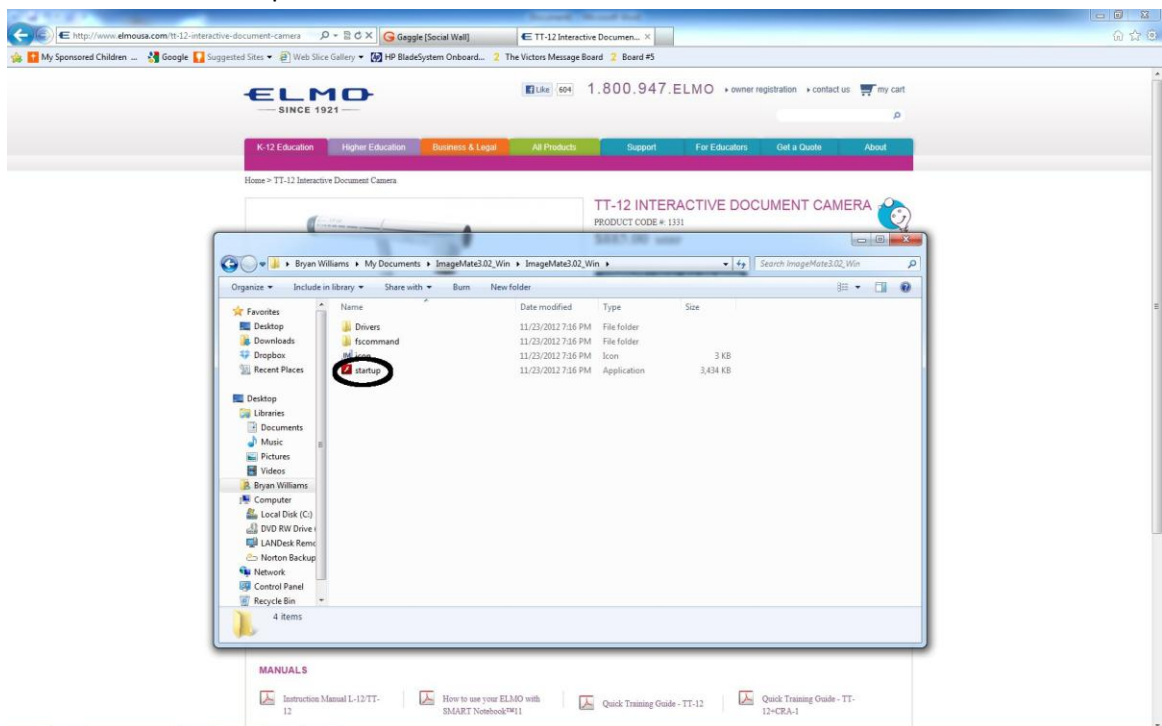 http://www.elmousa.com/tt-12-interactive-document-camera
Gaggle [Social Wall]
TT-12 Interactive Documen...
My Sponsored Children ...
Google
Suggested Sites
Web Slice Gallery
HP BladeSystem Onboard...
2 The Victors Message Board
2 Board #5
ELMO
SINCE 1921
Like 604
1.800.947.ELMO
owner registration
contact us
my cart
K-12 Education
Higher Education
Business & Legal
All Products
Support
For Educators
Get a Quote
About
Home > TT-12 Interactive Document Camera
TT-12 INTERACTIVE DOCUMENT CAMERA
PRODUCT CODE #: 1331
Bryan Williams
My Documents
ImageMate3.02_Win
ImageMate3.02_Win
Search ImageMate3.02_Win
Organize
Include in library
Share with
Burn
New folder
Name
Date modified
Type
Size
Drivers 11/23/2012 7:16 PM File folder
fscommand 11/23/2012 7:16 PM File folder
icon 11/23/2012 7:16 PM Icon 3 KB
startup 11/23/2012 7:16 PM Application 3,434 KB
Favorites
Desktop
Downloads
Dropbox
Recent Places
Desktop
Libraries
Documents
Music
Pictures
Videos
Bryan Williams
Computer
Local Disk (C:)
DVD RW Drive
LANDesk Remo
Norton Backup
Network
Control Panel
Recycle Bin
4 items
MANUALS
Instruction Manual L-12/TT-
12
How to use your ELMO with
SMART Notebook™11
Quick Training Guide - TT-12
Quick Training Guide - TT-
12+CRA-1